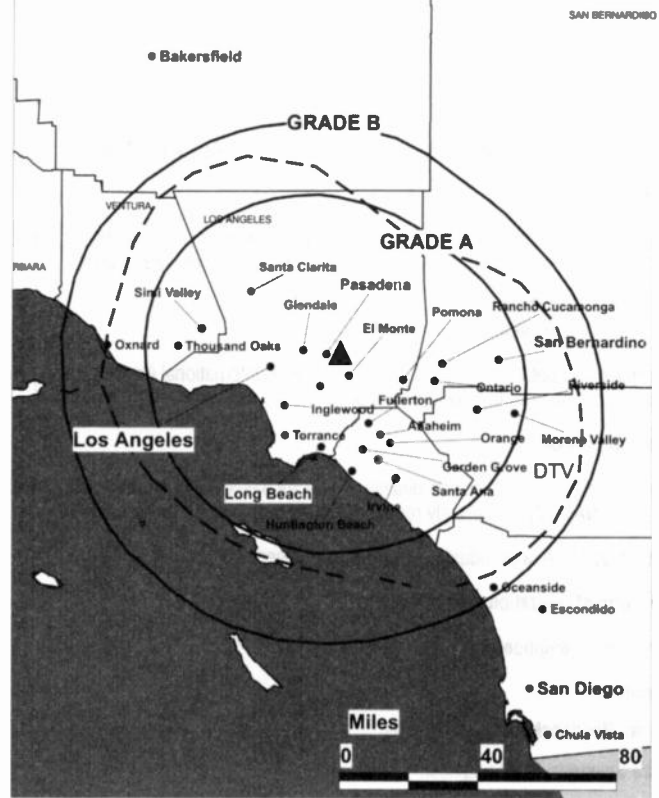 SAN BERNARDINO
Bakersfield
GRADE B
VENTURA
LOS ANGELES
GRADE A
RBARA
Santa Clarita
Pasadena
Simi Valley
Rancho Cucamonga
Glendale
Pomona
El Monte
San Bernardino
Oxnard
Thousand Oaks
Ontario
Riverside
Fullerton
Inglewood
Anaheim
Los Angeles
Torrance
Orange
Moreno Valley
Garden Grove
DTV
Long Beach
Santa Ana
Irvine
Huntington Beach
Oceanside
Escondido
San Diego
Miles
Chula Vista
0 40 80